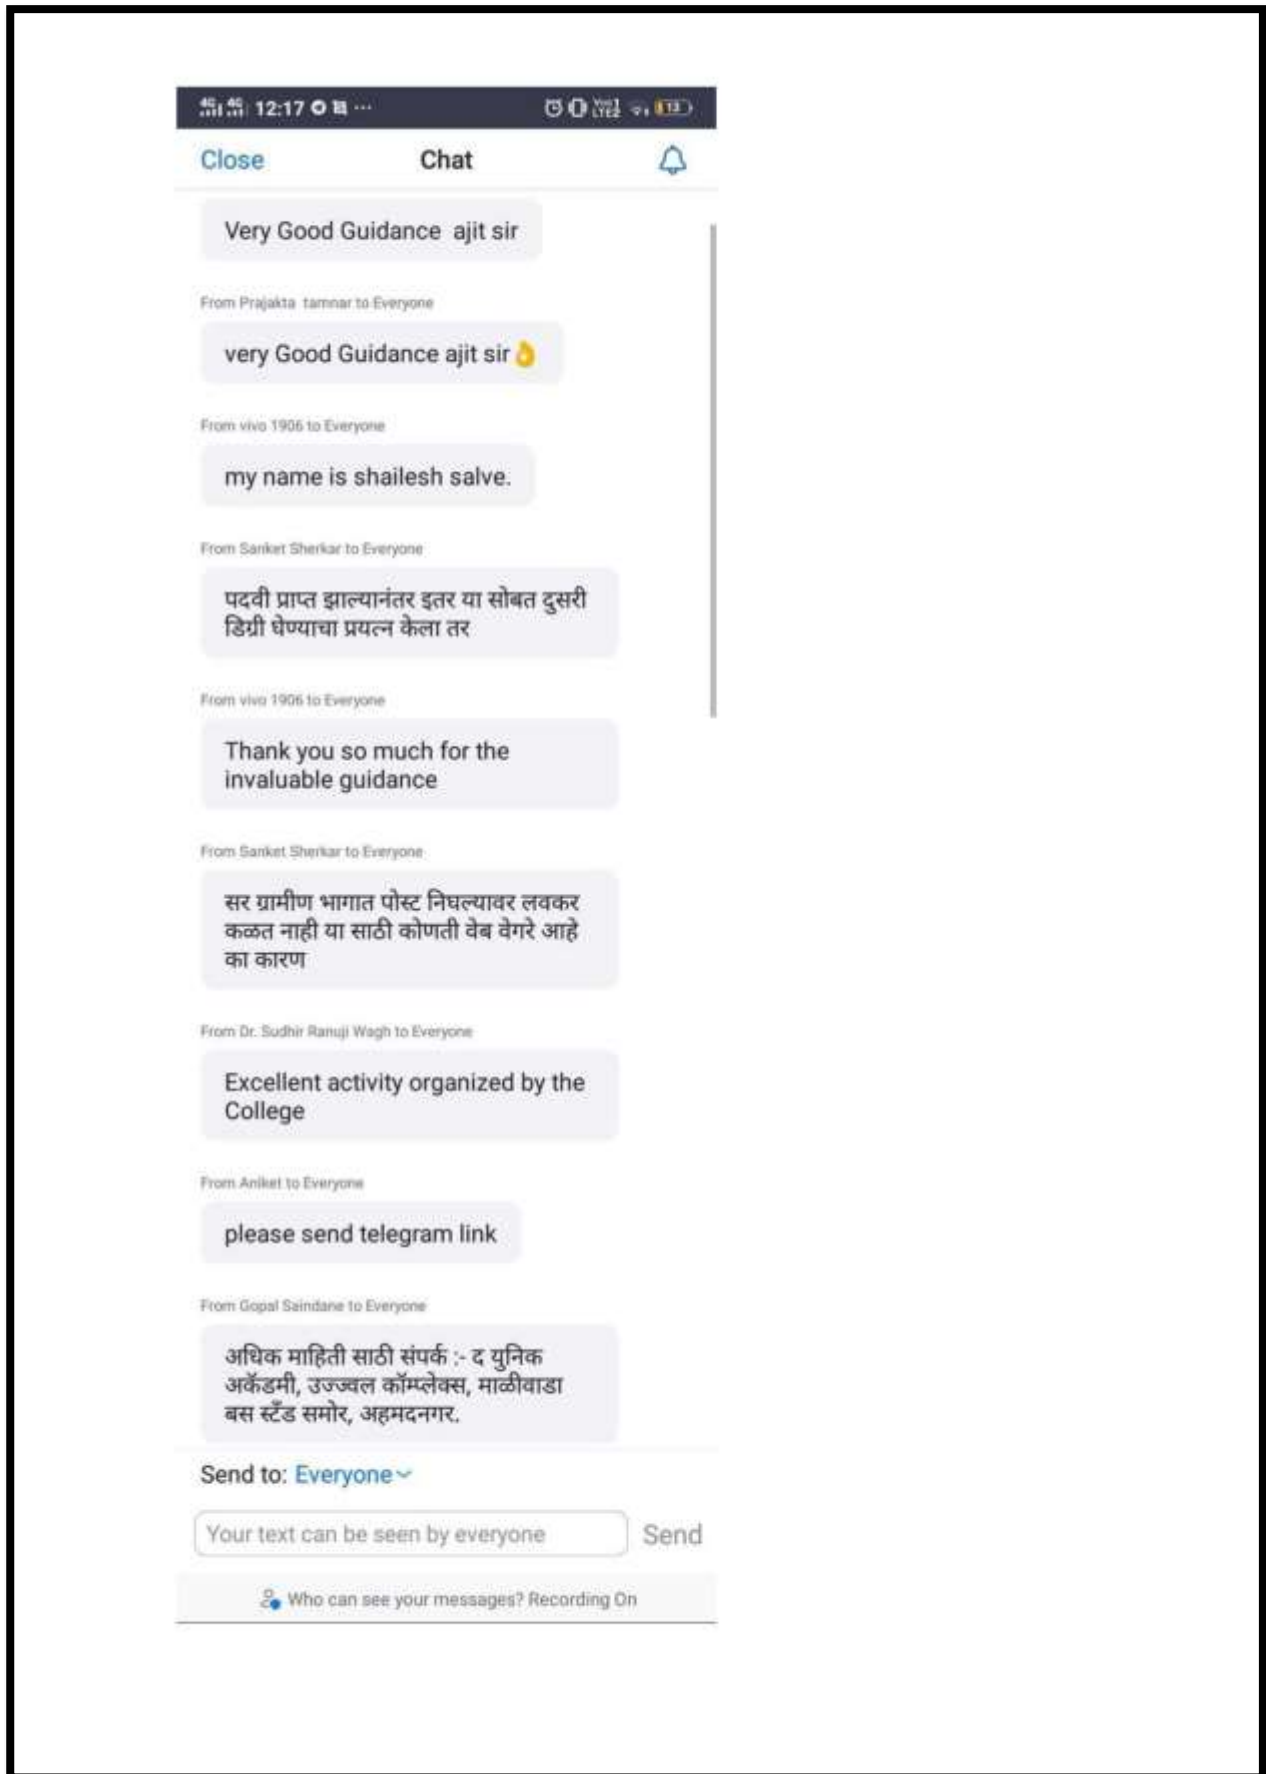 12:17
Close Chat
Very Good Guidance ajit sir
From Prajakta tamnar to Everyone
very Good Guidance ajit sir👌
From vivo 1906 to Everyone
my name is shailesh salve.
From Sanket Sherkar to Everyone
पदवी प्राप्त झाल्यानंतर इतर या सोबत दुसरी
डिग्री घेण्याचा प्रयत्न केला तर
From vivo 1906 to Everyone
Thank you so much for the
invaluable guidance
From Sanket Sherkar to Everyone
सर ग्रामीण भागात पोस्ट निघल्यावर लवकर
कळत नाही या साठी कोणती वेब वेगरे आहे
का कारण
From Dr. Sudhir Ranuji Wagh to Everyone
Excellent activity organized by the
College
From Aniket to Everyone
please send telegram link
From Gopal Saindane to Everyone
अधिक माहिती साठी संपर्क :- द युनिक
अकॅडमी, उज्ज्वल कॉम्प्लेक्स, माळीवाडा
बस स्टँड समोर, अहमदनगर.
Send to: Everyone
Your text can be seen by everyone Send
Who can see your messages? Recording On